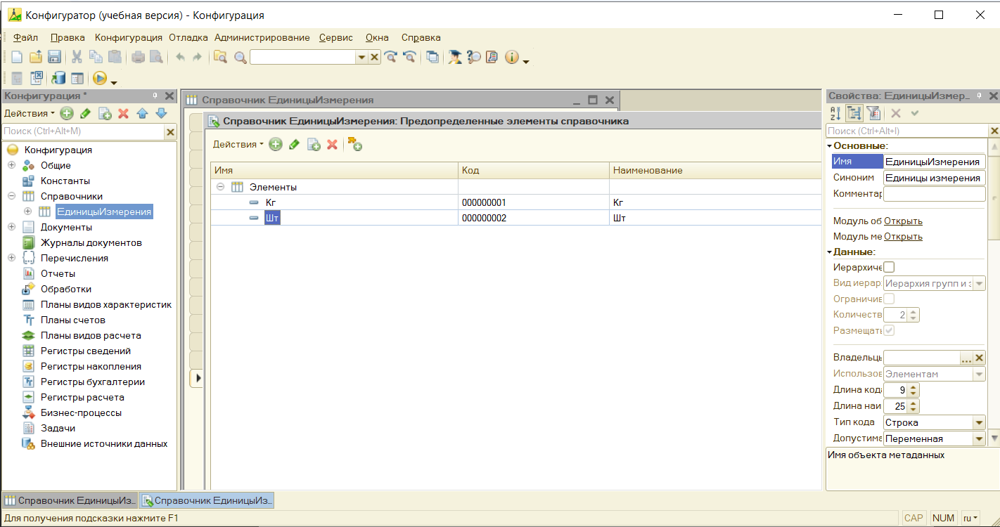 Конфигуратор (учебная версия) - Конфигурация
Файл Правка Конфигурация Отладка Администрирование Сервис Окна Справка
Конфигурация *
Действия
Поиск (Ctrl+Alt+M)
Конфигурация
Общие
Константы
Справочники
ЕдиницыИзмерения
Документы
Журналы документов
Перечисления
Отчеты
Обработки
Планы видов характеристик
Планы счетов
Планы видов расчета
Регистры сведений
Регистры накопления
Регистры бухгалтерии
Регистры расчета
Бизнес-процессы
Задачи
Внешние источники данных
Справочник ЕдиницыИзмерения
Справочник ЕдиницыИзмерения: Предопределенные элементы справочника
Действия
Имя Код Наименование
Элементы
Кг 000000001 Кг
Шт 000000002 Шт
Свойства: ЕдиницыИзмер...
Поиск (Ctrl+Alt+I)
Основные:
Имя ЕдиницыИзмерения
Синоним Единицы измерения
Комментар
Модуль об Открыть
Модуль ме Открыть
Данные:
Иерархиче
Вид иерар: Иерархия групп и э
Ограничив
Количеств 2
Размещать
Владельць ...
Использов Элементам
Длина кода 9
Длина наи 25
Тип кода Строка
Допустима Переменная
Имя объекта метаданных
Справочник ЕдиницыИз... Справочник ЕдиницыИз...
Для получения подсказки нажмите F1 CAP NUM ru